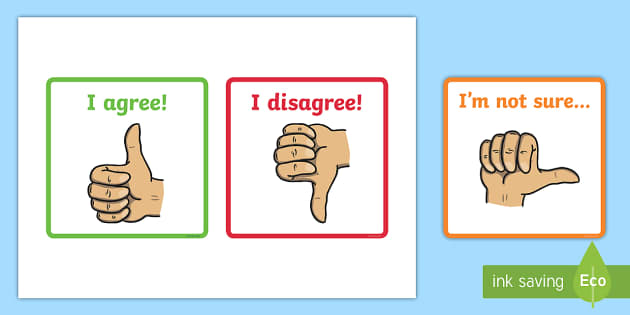 I agree!
I disagree!
I'm not sure...
ink saving
Eco